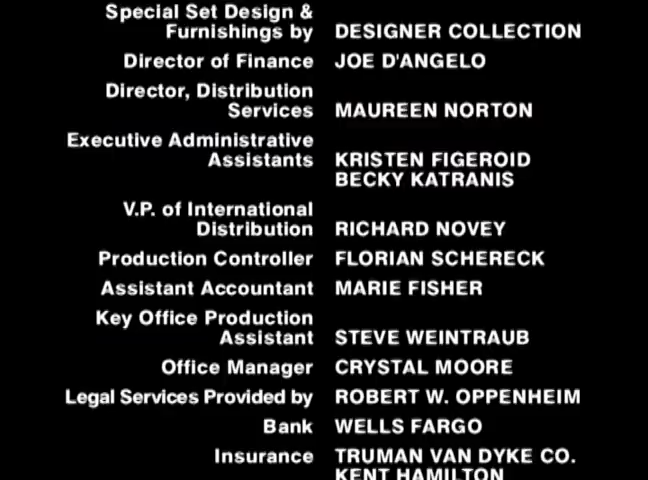 Special Set Design &
Furnishings by DESIGNER COLLECTION
Director of Finance JOE D'ANGELO
Director, Distribution
Services MAUREEN NORTON
Executive Administrative
Assistants KRISTEN FIGEROID
BECKY KATRANIS
V.P. of International
Distribution RICHARD NOVEY
Production Controller FLORIAN SCHERECK
Assistant Accountant MARIE FISHER
Key Office Production
Assistant STEVE WEINTRAUB
Office Manager CRYSTAL MOORE
Legal Services Provided by ROBERT W. OPPENHEIM
Bank WELLS FARGO
Insurance TRUMAN VAN DYKE CO.
KENT HAMILTON